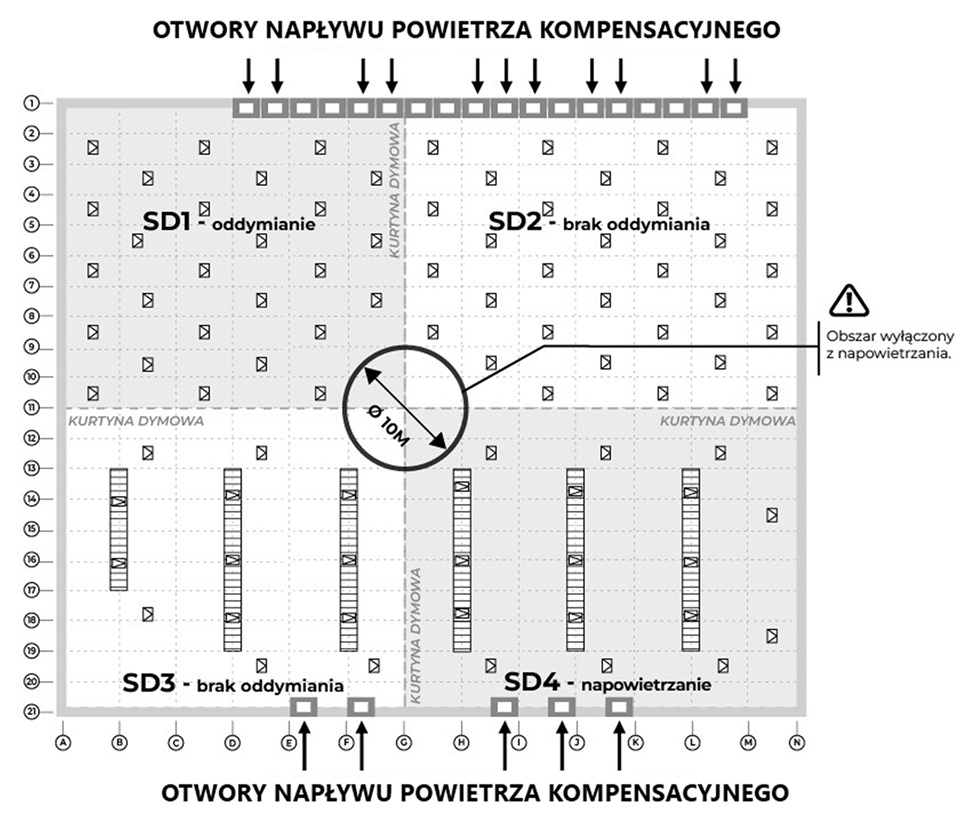 OTWORY NAPŁYWU POWIETRZA KOMPENSACYJNEGO
1
2
3
4
5
6
7
8
9
10
11
12
13
14
15
16
17
18
19
20
21
KURTYNA DYMOWA
SD1 - oddymianie
SD2 - brak oddymiania
Obszar wyłączony
z napowietrzania.
Ø 10M
KURTYNA DYMOWA
KURTYNA DYMOWA
KURTYNA DYMOWA
SD3 - brak oddymiania
SD4 - napowietrzanie
A B C D E F G H I J K L M N
OTWORY NAPŁYWU POWIETRZA KOMPENSACYJNEGO